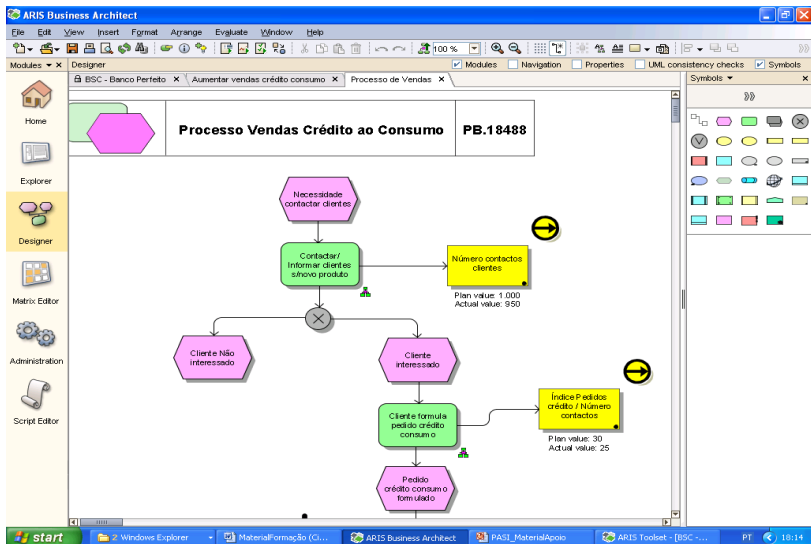 ARIS Business Architect
File Edit View Insert Format Arrange Evaluate Window Help
100 %
Modules Designer Modules Navigation Properties UML consistency checks Symbols
BSC - Banco Perfeito Aumentar vendas crédito consumo Processo de Vendas Symbols
Home
Explorer
Designer
Matrix Editor
Administration
Script Editor
Processo Vendas Crédito ao Consumo PB.18488
Necessidade
contactar clientes
Contactar/
Informar clientes
s/novo produto
Número contactos
clientes
Plan value: 1.000
Actual value: 950
Cliente Não
interessado
Cliente
interessado
Cliente formula
pedido crédito
consumo
Índice Pedidos
crédito / Número
contactos
Plan value: 30
Actual value: 25
Pedido
crédito consumo
formulado
start 2 Windows Explorer MaterialFormação (Ci... ARIS Business Architect PASI_MaterialApoio ARIS Toolset - [BSC -... PT 18:14